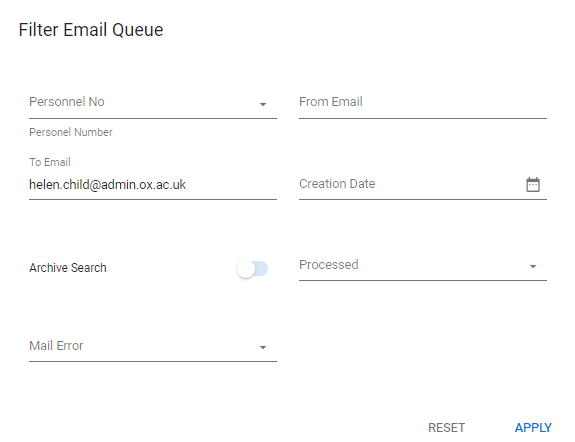 Filter Email Queue
Personnel No
From Email
Personel Number
To Email
helen.child@admin.ox.ac.uk
Creation Date
Archive Search
Processed
Mail Error
RESET
APPLY